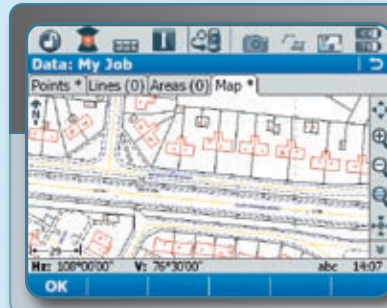 Data: My Job
Points * Lines (0) Areas (0) Map *
N
Hz: 108°00'00" V: 76°30'00" abc 14:07
OK